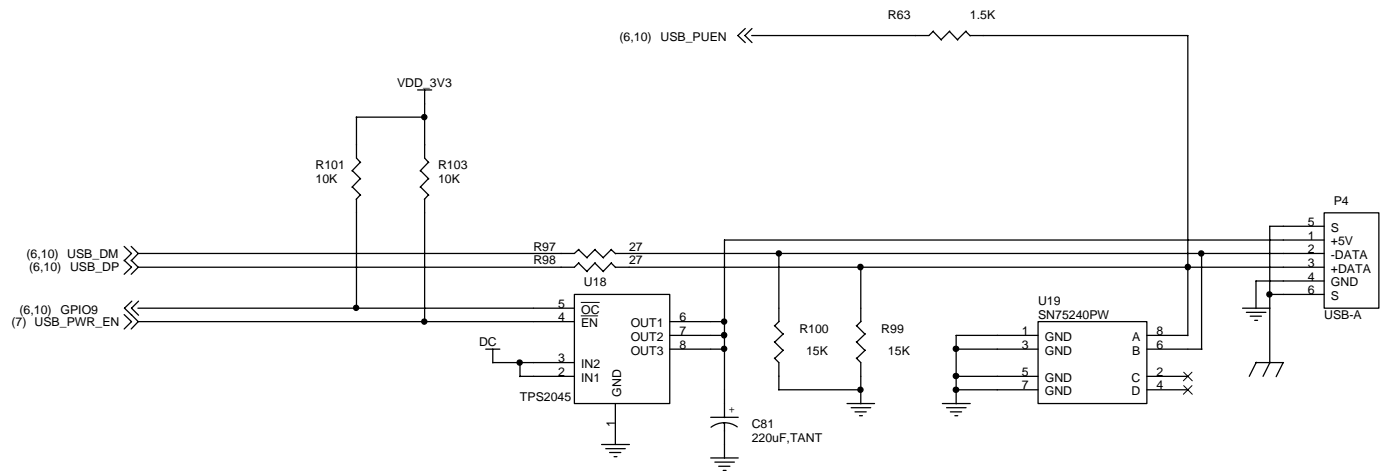 R63 1.5K
(6,10) USB_PUEN
VDD_3V3
R101
10K
R103
10K
P4
5 S
1 +5V
2 -DATA
3 +DATA
4 GND
6 S
USB-A
(6,10) USB_DM
R97 27
(6,10) USB_DP
R98 27
U18
(6,10) GPIO9
(7) USB_PWR_EN
5 OC
4 EN
OUT1 6
OUT2 7
OUT3 8
DC
3 IN2
2 IN1
GND
1
TPS2045
R100
15K
R99
15K
C81
220uF,TANT
+
U19
SN75240PW
1 GND A 8
3 GND B 6
5 GND C 2
7 GND D 4